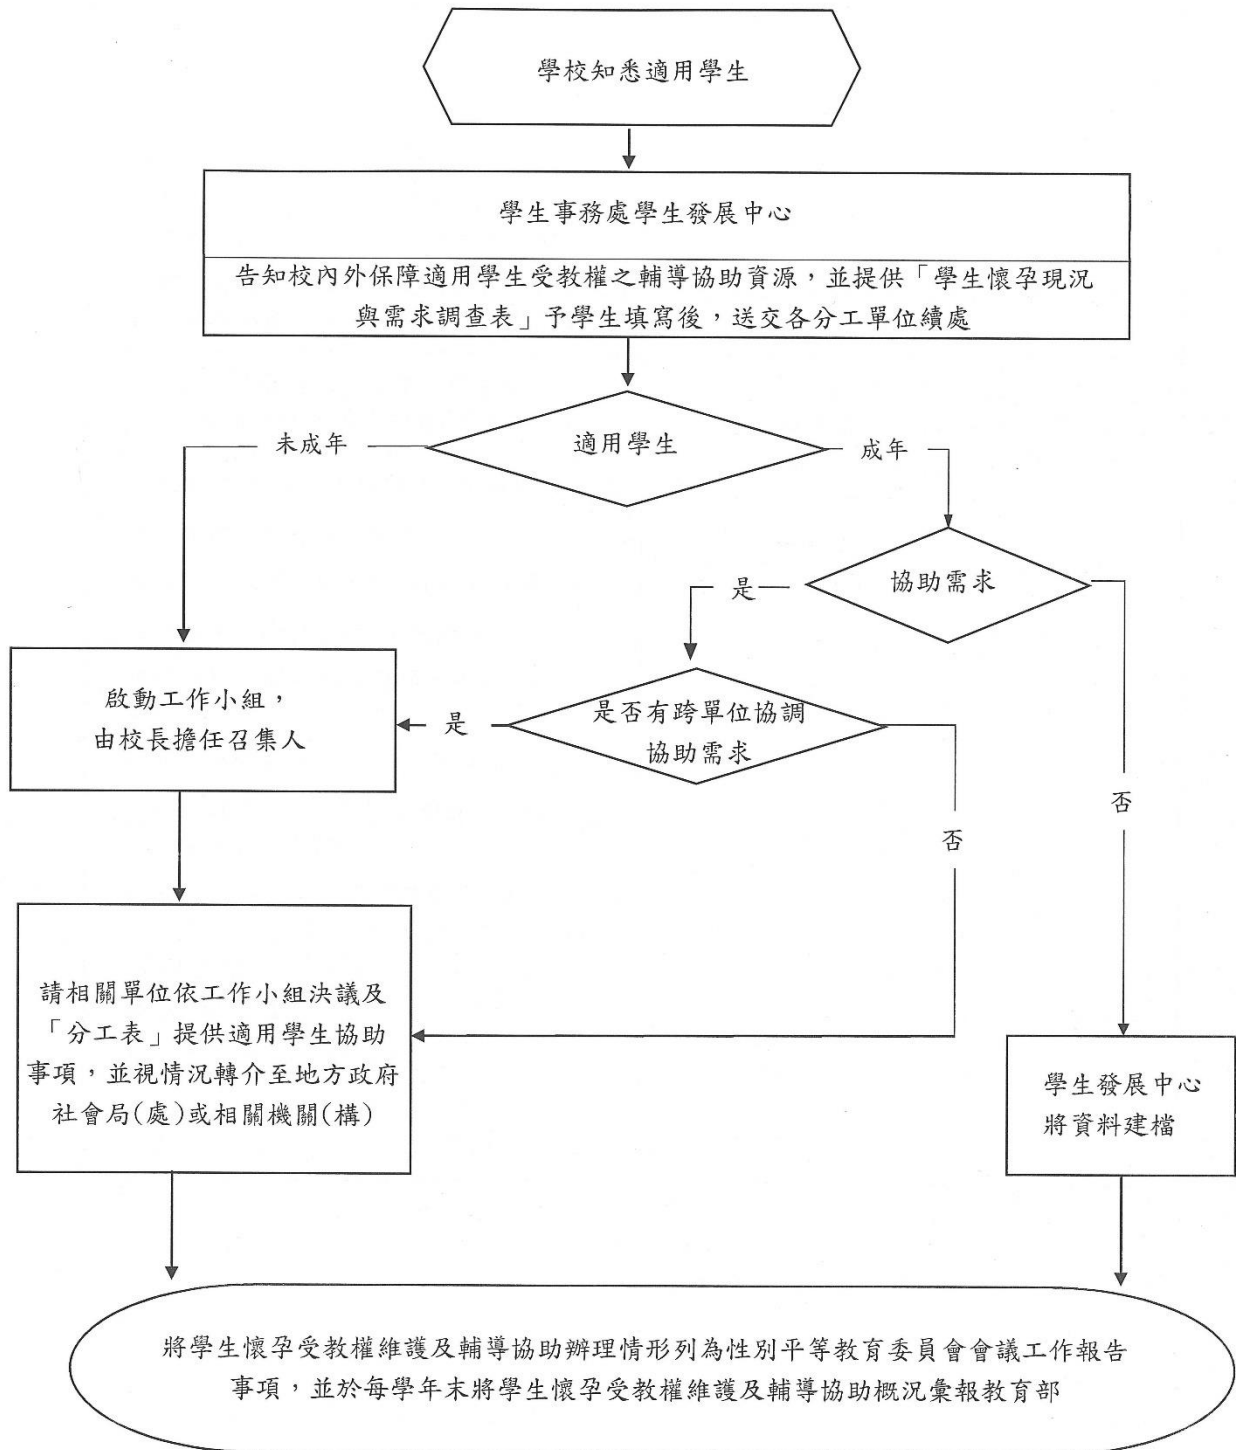 學校知悉適用學生
學生事務處學生發展中心
告知校內外保障適用學生受教權之輔導協助資源，並提供「學生懷孕現況
與需求調查表」予學生填寫後，送交各分工單位續處
適用學生
未成年
成年
協助需求
是
是否有跨單位協調
協助需求
是
啟動工作小組，
由校長擔任召集人
否
否
請相關單位依工作小組決議及
「分工表」提供適用學生協助
事項，並視情況轉介至地方政府
社會局(處)或相關機關(構)
學生發展中心
將資料建檔
將學生懷孕受教權維護及輔導協助辦理情形列為性別平等教育委員會會議工作報告
事項，並於每學年末將學生懷孕受教權維護及輔導協助概況彙報教育部